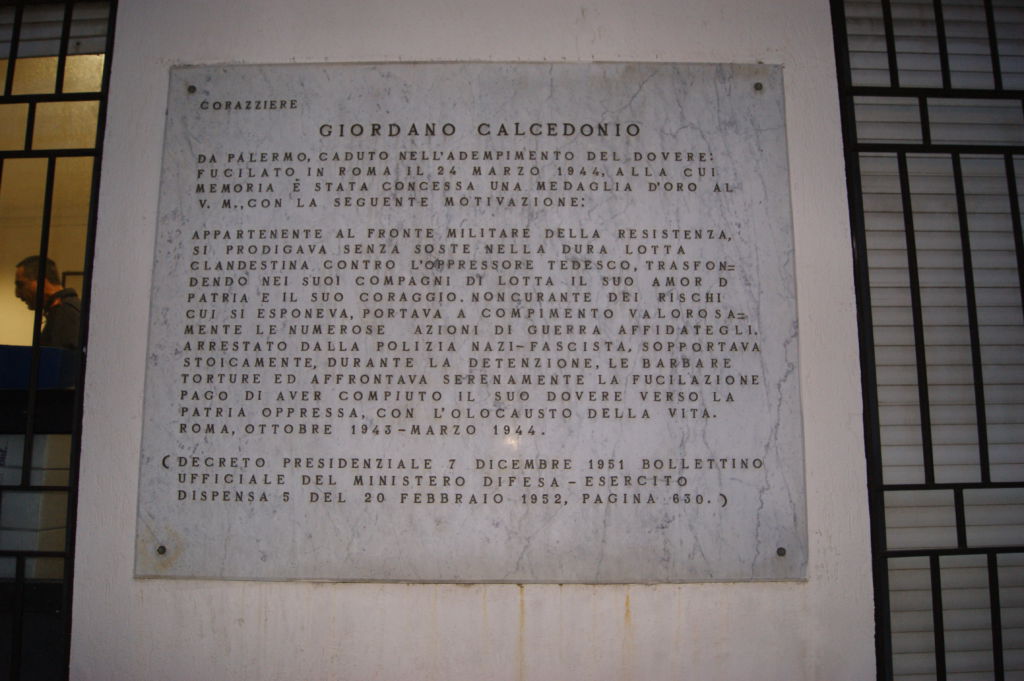 CORAZZIERE
GIORDANO CALCEDONIO
DA PALERMO, CADUTO NELL'ADEMPIMENTO DEL DOVERE:
FUCILATO IN ROMA IL 24 MARZO 1944, ALLA CUI
MEMORIA È STATA CONCESSA UNA MEDAGLIA D'ORO AL
V. M., CON LA SEGUENTE MOTIVAZIONE:
APPARTENENTE AL FRONTE MILITARE DELLA RESISTENZA,
SI PRODIGAVA SENZA SOSTE NELLA DURA LOTTA
CLANDESTINA CONTRO L'OPPRESSORE TEDESCO, TRASFON=
DENDO NEI SUOI COMPAGNI DI LOTTA IL SUO AMOR D
PATRIA E IL SUO CORAGGIO. NONCURANTE DEI RISCHI
CUI SI ESPONEVA, PORTAVA A COMPIMENTO VALOROSA=
MENTE LE NUMEROSE AZIONI DI GUERRA AFFIDATEGLI.
ARRESTATO DALLA POLIZIA NAZI-FASCISTA, SOPPORTAVA
STOICAMENTE, DURANTE LA DETENZIONE, LE BARBARE
TORTURE ED AFFRONTAVA SERENAMENTE LA FUCILAZIONE
PAGO DI AVER COMPIUTO IL SUO DOVERE VERSO LA
PATRIA OPPRESSA, CON L'OLOCAUSTO DELLA VITA.
ROMA, OTTOBRE 1943-MARZO 1944.
(DECRETO PRESIDENZIALE 7 DICEMBRE 1951 BOLLETTINO
UFFICIALE DEL MINISTERO DIFESA-ESERCITO
DISPENSA 5 DEL 20 FEBBRAIO 1952, PAGINA 630.)